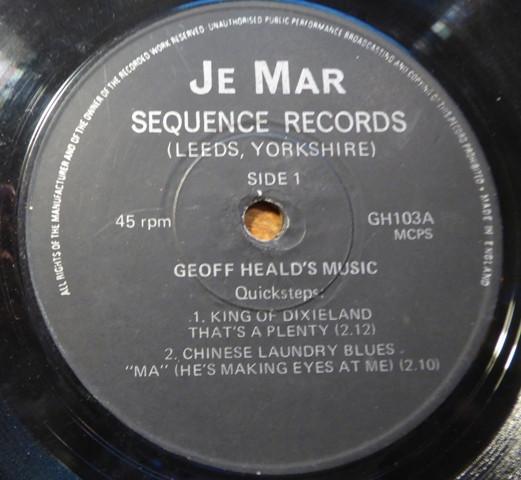 ALL RIGHTS OF THE MANUFACTURER AND OF THE OWNER OF THE RECORDED WORK RESERVED. UNAUTHORISED PUBLIC PERFORMANCE BROADCASTING AND COPYING OF THIS RECORD PROHIBITED • MADE IN ENGLAND
JE MAR
SEQUENCE RECORDS
(LEEDS, YORKSHIRE)
SIDE 1
45 rpm
GH103A
MCPS
GEOFF HEALD'S MUSIC
Quicksteps:
1. KING OF DIXIELAND
THAT'S A PLENTY (2.12)
2. CHINESE LAUNDRY BLUES
"MA" (HE'S MAKING EYES AT ME) (2.10)